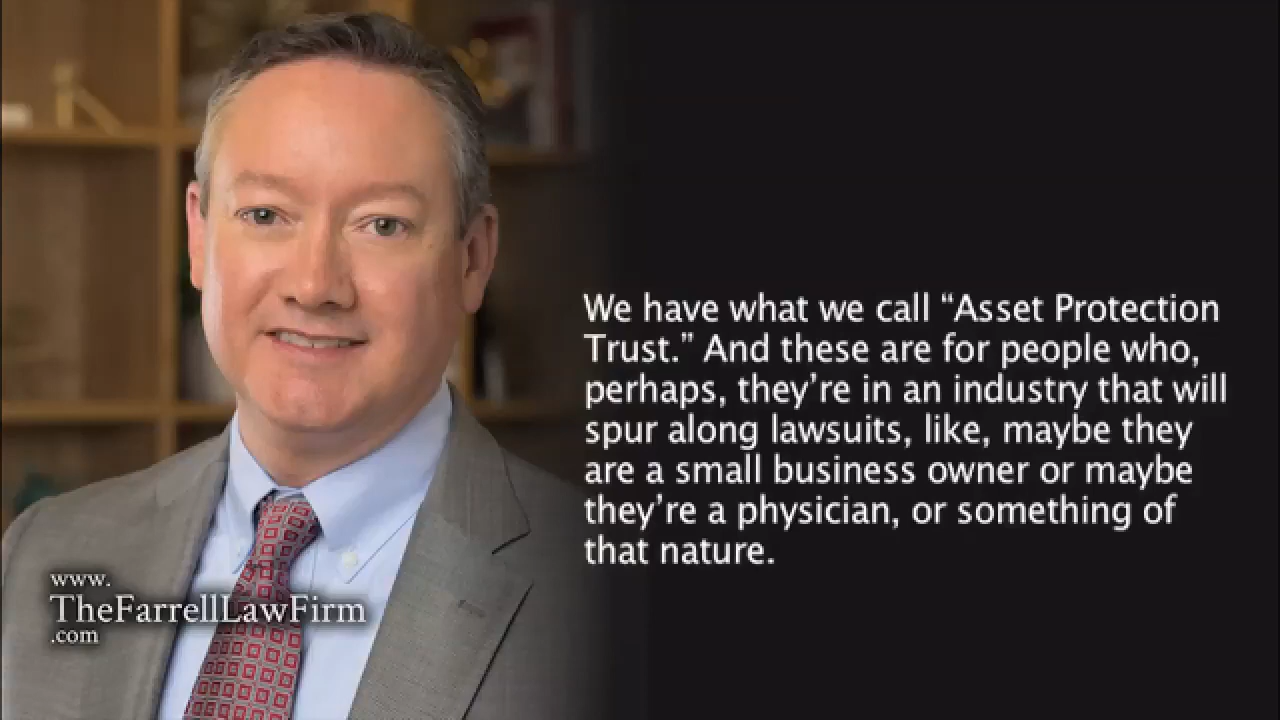 We have what we call “Asset Protection
Trust.” And these are for people who,
perhaps, they’re in an industry that will
spur along lawsuits, like, maybe they
are a small business owner or maybe
they’re a physician, or something of
that nature.
www.
TheFarrellLawFirm
.com